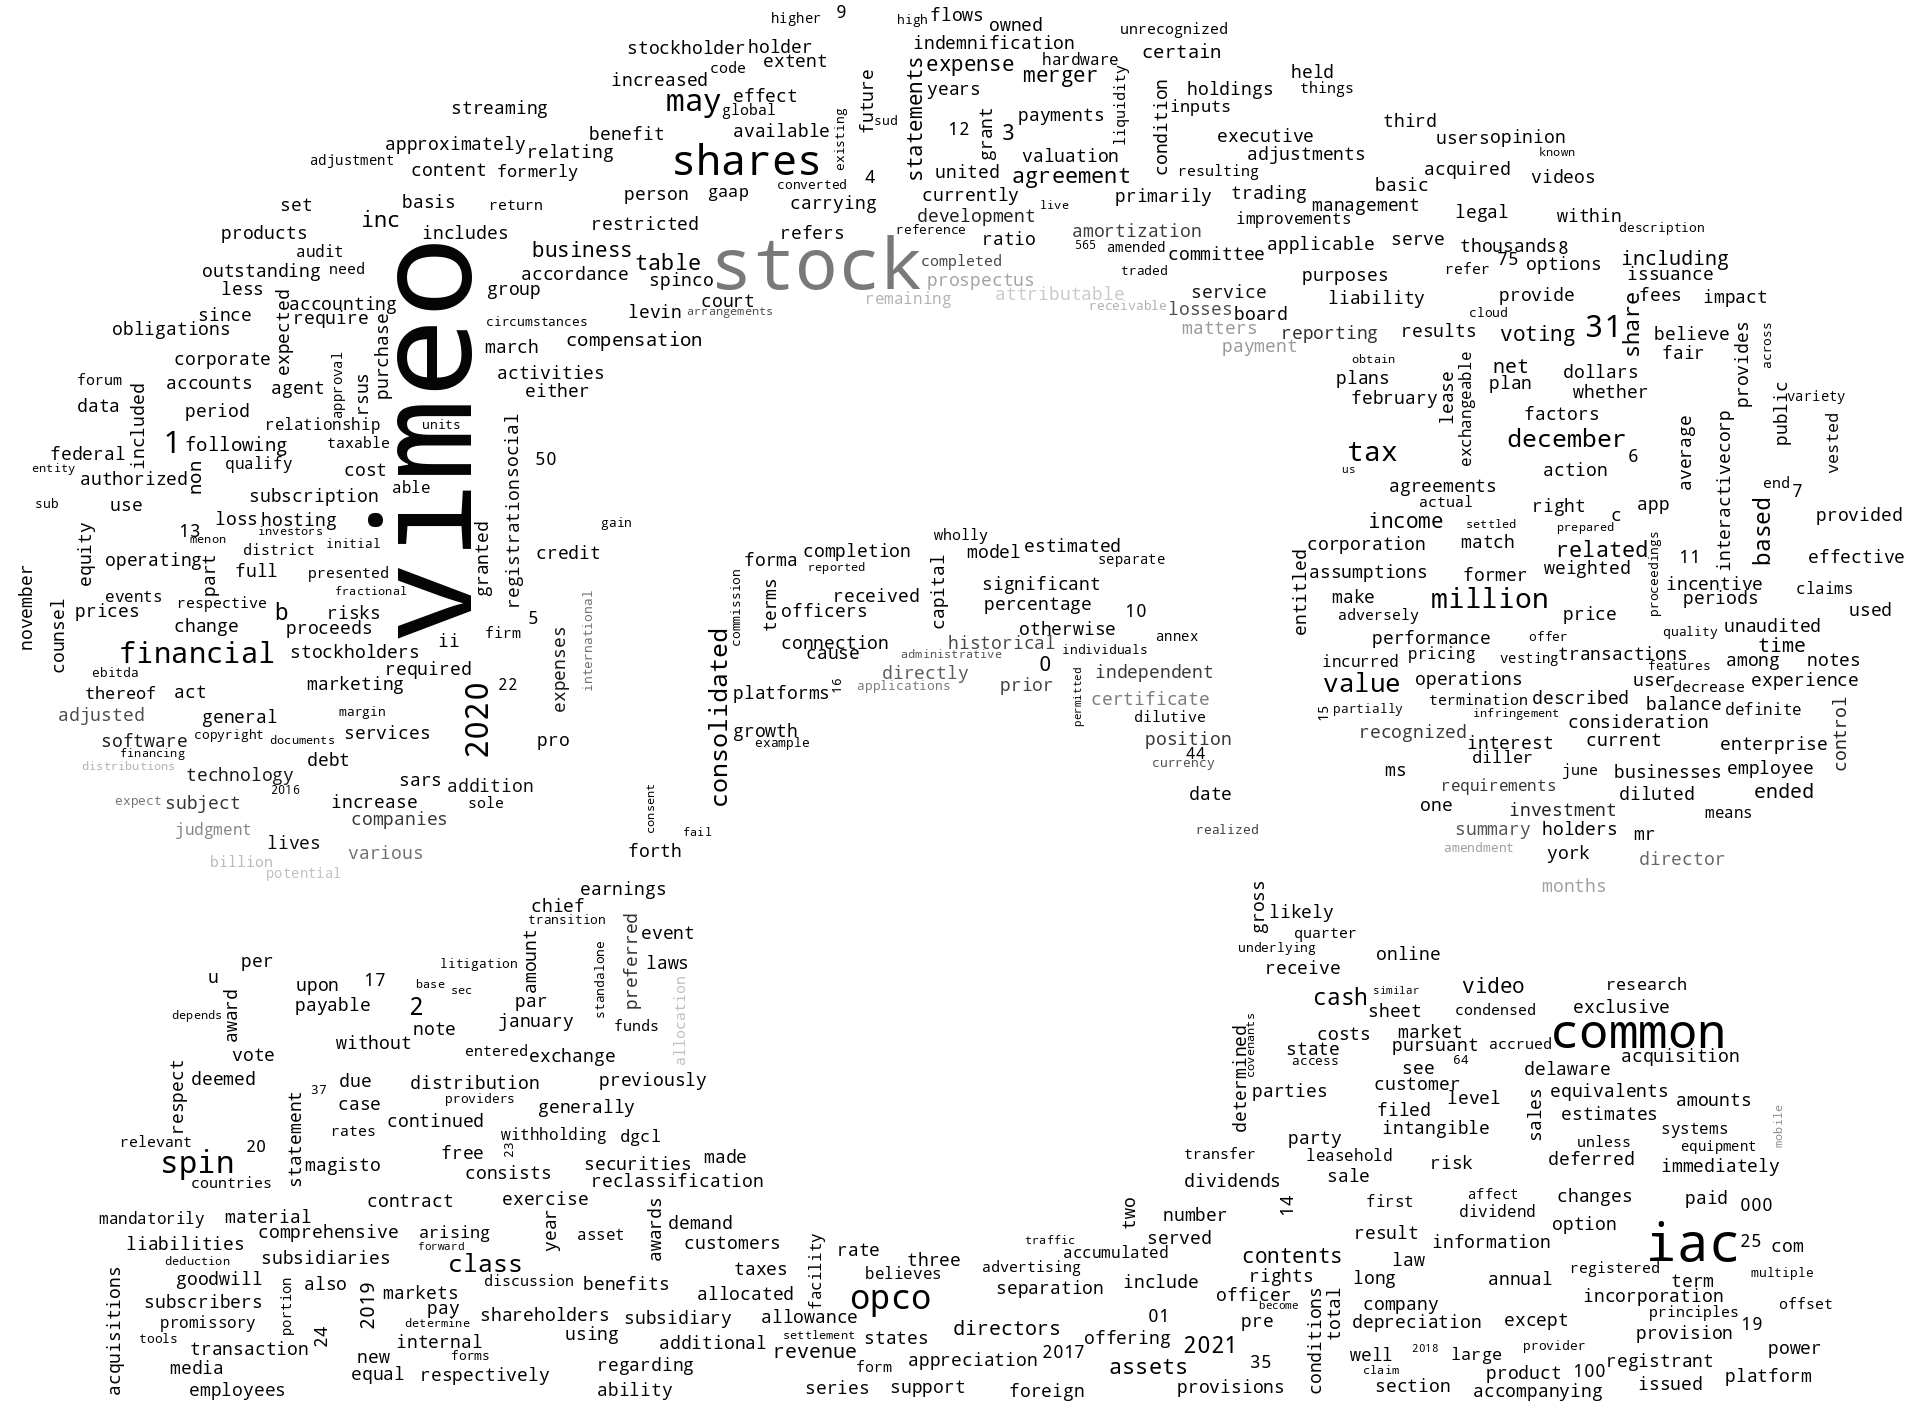 higher 9 high flows
owned
unrecognized
stockholder holder indemnification certain
code extent statements expense hardware
increased merger held
may effect future years liquidity holdings things
streaming global existing sud 12 grant 3 payments condition inputs
benefit available third
approximately relating valuation executive users opinion
adjustment shares united agreement resulting adjustments known
content formerly converted 4 acquired videos
person gaap currently primarily trading basic
set basis return carrying live management
inc restricted development improvements legal within
products includes refers reference ratio amortization description
audit business stock 565 amended committee applicable serve thousands 8
outstanding need vimeo accordance table spinco completed traded purposes refer 75 options including
less group prospectus issuance
expected accounting court remaining attributable service liability provide share fees impact
since require levin arrangements receivable losses board cloud
obligations purchase circumstances matters reporting results voting 31 believe
corporate march compensation payment obtain net fair provides across
forum accounts agent approval rsus activities plans plan dollars
data included period either february lease exchangeable whether public variety
relationship units factors
1 following taxable registration social tax december average interactivecorp vested
federal non qualify cost 50 us action 6
entity authorized able agreements end 7
sub use subscription actual right c app based provided
loss hosting gain income settled prepared
13 menon investors initial wholly
equity operating district granted credit forma completion model estimated entitled corporation match related proceedings 11 effective
november part full presented reported capital separate assumptions former weighted incentive
events fractional international commission terms received significant make million periods claims
counsel prices respective b risks officers percentage 10 adversely price used
change proceeds 5 otherwise performance offer quality unaudited
financial stockholders ii firm consolidated connection historical annex pricing vesting transactions time
ebitda required expenses cause administrative 0 individuals incurred features among notes
thereof act marketing 2020 22 platforms 16 applications directly prior permitted independent value operations user decrease experience
adjusted general margin certificate 15 partially termination described balance definite
software copyright documents services pro growth dilutive infringement consideration control
financing debt example position recognized interest current enterprise
distributions technology 44 currency diller
2016 sars addition ms june businesses employee
expect subject increase sole consent date requirements diluted ended
judgment companies fail realized one investment means
lives various forth summary holders mr
billion potential amendment york director
earnings months
chief gross likely
transition preferred event quarter
per litigation amount standalone laws underlying online
u upon 17 base sec allocation receive video research
award payable 2 par cash similar exclusive
depends note january funds determined covenants sheet condensed common
without costs market
vote entered exchange state pursuant accrued acquisition
respect deemed access see 64 delaware
37 due distribution previously parties customer equivalents
case providers generally filed level sales estimates amounts
statement rates continued intangible systems mobile
relevant 20 withholding dgcl party unless equipment
spin magisto free 23 securities made transfer leasehold risk deferred immediately
countries consists reclassification dividends sale
contract exercise 14 first affect changes paid 000
mandatorily material year awards demand two number dividend option
liabilities comprehensive arising asset customers served result information iac 25 com
deduction subsidiaries forward facility rate traffic accumulated contents law
acquisitions goodwill also class discussion benefits taxes believes three advertising include rights long annual registered term multiple
subscribers portion 2019 markets allocated opco separation officer conditions total company incorporation offset
promissory pay shareholders subsidiary allowance 01 become principles
tools 24 determine using settlement states directors offering pre depreciation except provision 19
transaction internal additional revenue 2021 2018 provider power
media new forms regarding form appreciation 2017 assets 35 well large registrant
employees equal respectively claim product 100 platform
ability series support foreign provisions section accompanying issued